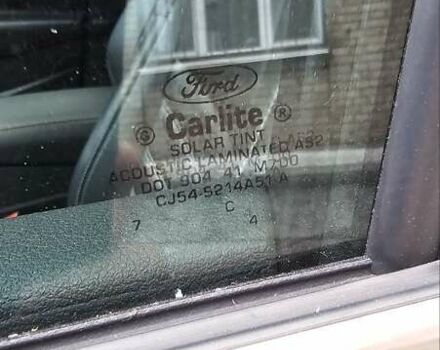 Ford
Ⓢ Carlite ®
SOLAR TINT
ACOUSTIC LAMINATED AS2
DOT 904 41 M700
CJ54-5214A51 A
C
7 4